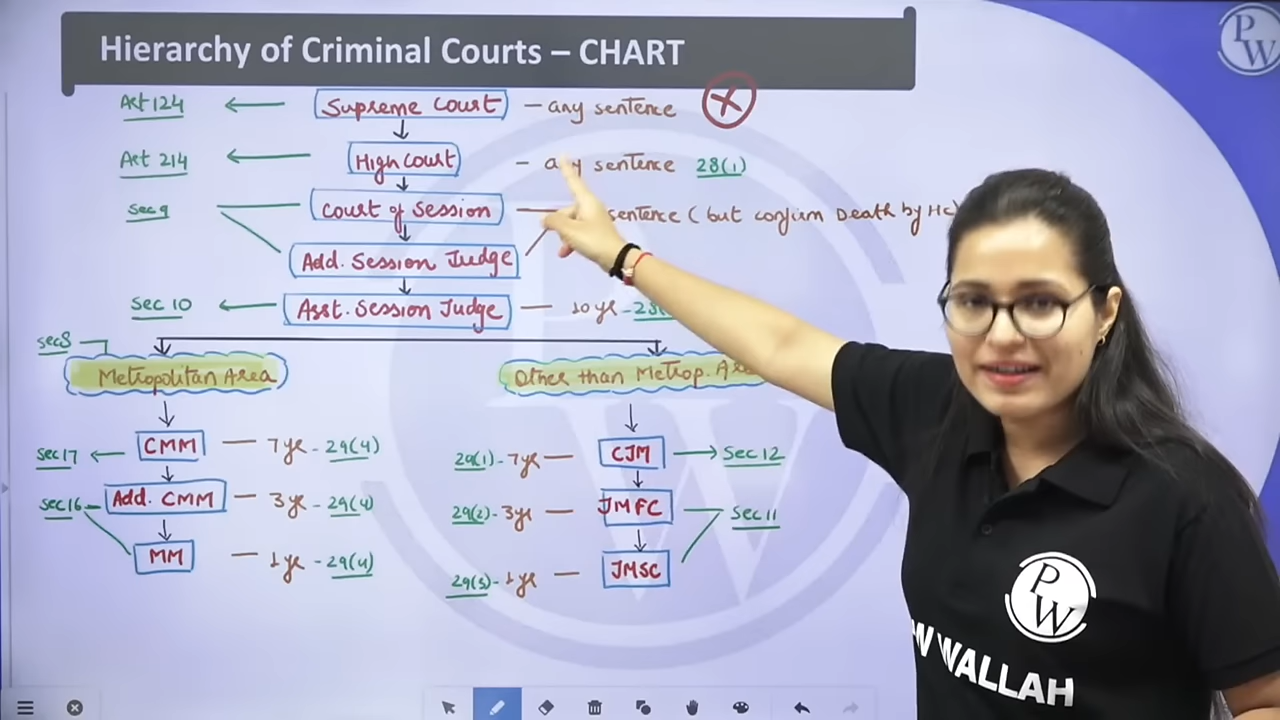 Hierarchy of Criminal Courts – CHART
PW
Act 124 Supreme Court – any sentence
Act 214 High Court – any sentence 28(1)
Sec 9 Court of Session sentence (but confirm Death by HC)
Add. Session Judge
Sec 10 Asst. Session Judge – 10 yr –
sec 8
Metropolitan Area Other than Metrop.
Sec 17 CMM – 7 yr – 29(4) 29(1) – 7 yr – CJM Sec 12
Sec 16 Add. CMM – 3 yr – 29(4) 29(2) – 3 yr – JMFC Sec 11
MM – 1 yr – 29(4) 29(3) – 1 yr – JMSC
PW
WALLAH